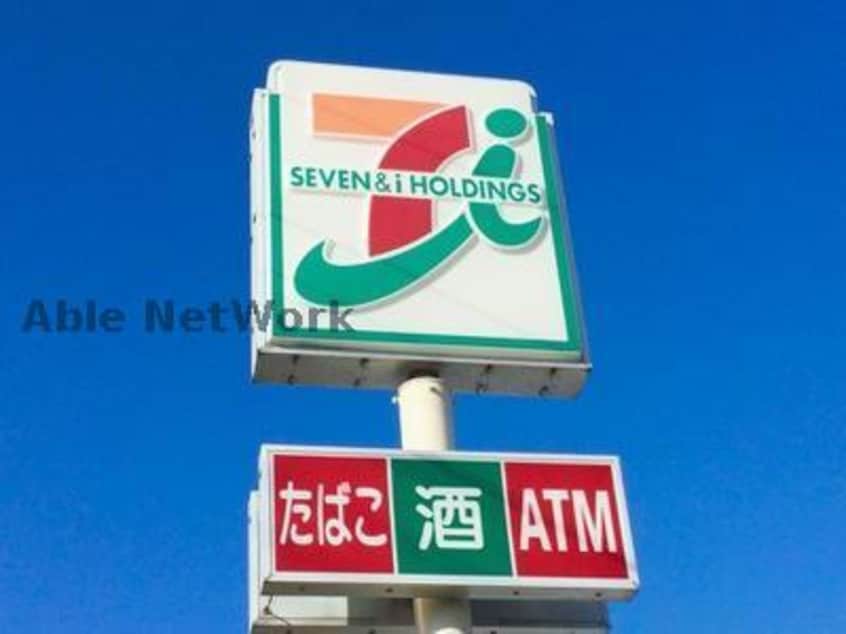 SEVEN & i HOLDINGS
Able NetWork
たばこ 酒 ATM